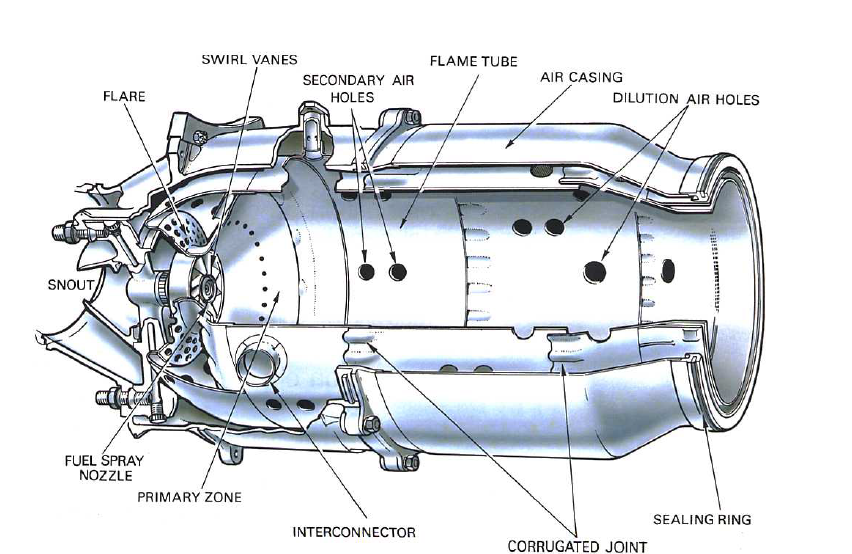 SWIRL VANES
FLAME TUBE
SECONDARY AIR
HOLES
AIR CASING
FLARE
DILUTION AIR HOLES
SNOUT
FUEL SPRAY
NOZZLE
PRIMARY ZONE
INTERCONNECTOR
SEALING RING
CORRUGATED JOINT